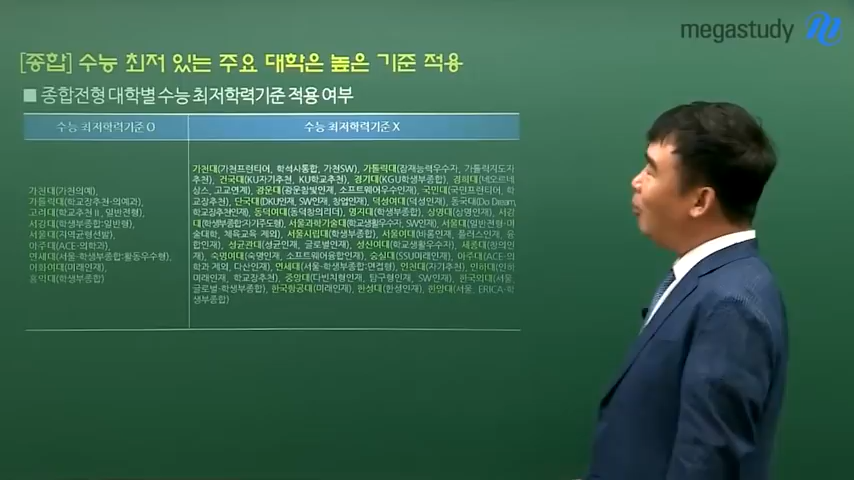 megastudy
[종합] 수능 최저 있는 주요 대학은 높은 기준 적용
■ 종합전형 대학별 수능 최저학력기준 적용 여부
수능 최저학력기준 O
수능 최저학력기준 X
가천대(가천의예),
가톨릭대(학교장추천-의예과),
고려대(학교추천Ⅱ, 일반전형),
서강대(학생부종합:일반형),
서울대(지역균형선발),
아주대(ACE-의학과),
연세대(서울-학생부종합:활동우수형),
이화여대(미래인재),
홍익대(학생부종합)
가천대(가천프런티어, 학석사통합, 가천SW), 가톨릭대(잠재능력우수자, 가톨릭지도자
추천), 건국대(KU자기추천, KU학교추천), 경기대(KGU학생부종합), 경희대(네오르네
상스, 고교연계), 광운대(광운참빛인재, 소프트웨어우수인재), 국민대(국민프런티어, 학
교장추천), 단국대(DKU인재, SW인재, 창업인재), 덕성여대(덕성인재), 동국대(Do Dream,
학교장추천인재), 동덕여대(동덕창의리더), 명지대(학생부종합), 상명대(상명인재), 서강
대(학생부종합:자기주도형), 서울과학기술대(학교생활우수자, SW인재), 서울대(일반전형-미
술대학, 체육교육 제외), 서울시립대(학생부종합), 서울여대(바롬인재, 플러스인재, 융
합인재), 성균관대(성균인재, 글로벌인재), 성신여대(학교생활우수자), 세종대(창의인
재), 숙명여대(숙명인재, 소프트웨어융합인재), 숭실대(SSU미래인재), 아주대(ACE-의
학과 제외, 다산인재), 연세대(서울-학생부종합:면접형), 인천대(자기추천), 인하대(인하
미래인재, 학교장추천), 중앙대(다빈치형인재, 탐구형인재, SW인재), 한국외대(서울,
글로벌-학생부종합), 한국항공대(미래인재), 한성대(한성인재), 한양대(서울, ERICA-학
생부종합)